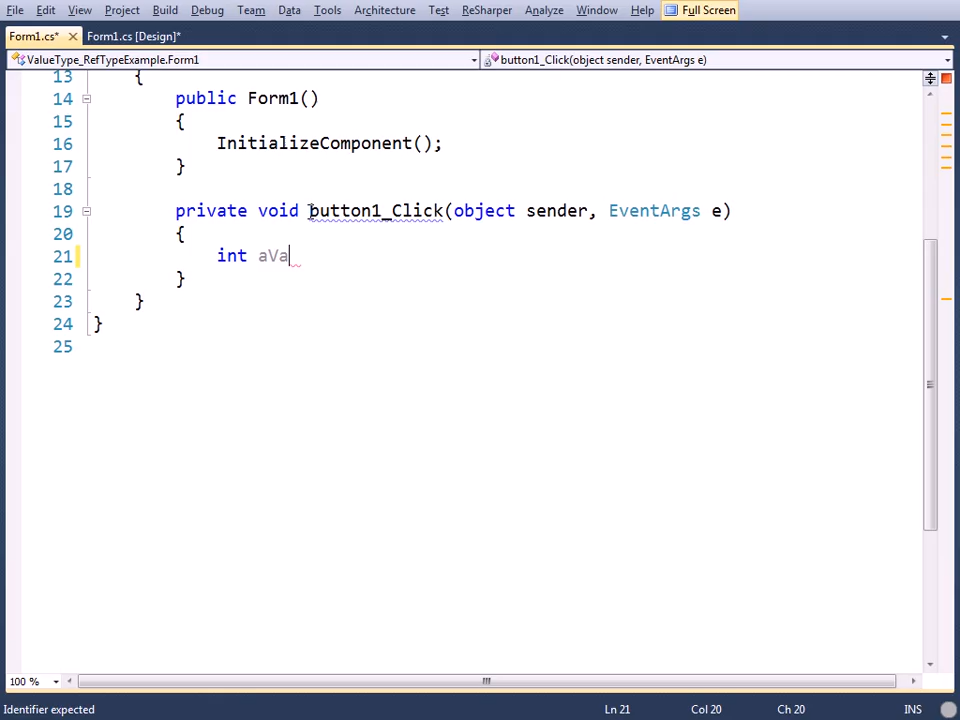 File Edit View Project Build Debug Team Data Tools Architecture Test ReSharper Analyze Window Help Full Screen
Form1.cs* Form1.cs [Design]*
ValueType_RefTypeExample.Form1 button1_Click(object sender, EventArgs e)
13 {
14 public Form1()
15 {
16 InitializeComponent();
17 }
18
19 private void button1_Click(object sender, EventArgs e)
20 {
21 int aVa
22 }
23 }
24 }
25
100 %
Identifier expected Ln 21 Col 20 Ch 20 INS